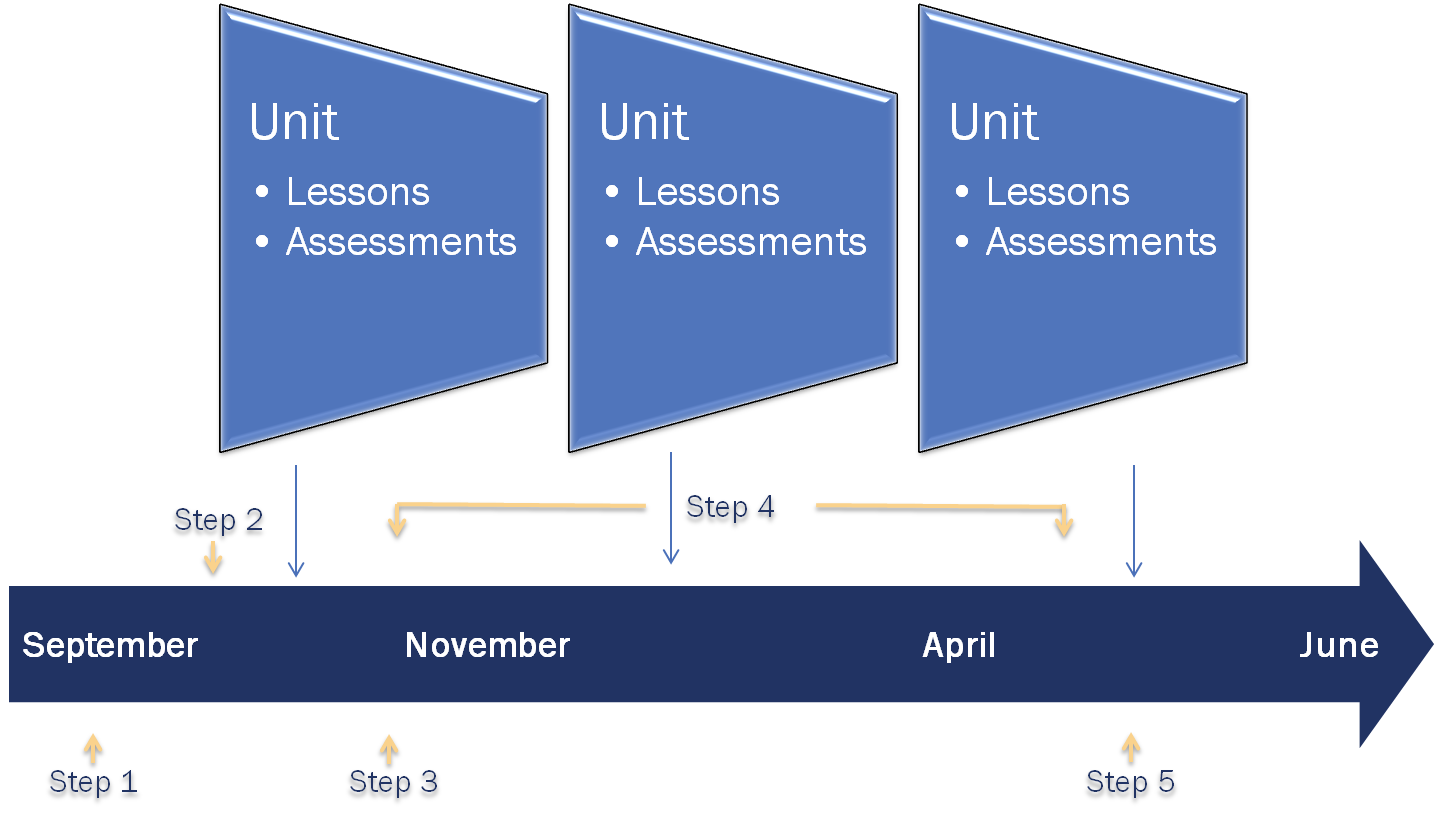 Unit
• Lessons
• Assessments
Unit
• Lessons
• Assessments
Unit
• Lessons
• Assessments
Step 2
Step 4
September November April June
Step 1 Step 3 Step 5